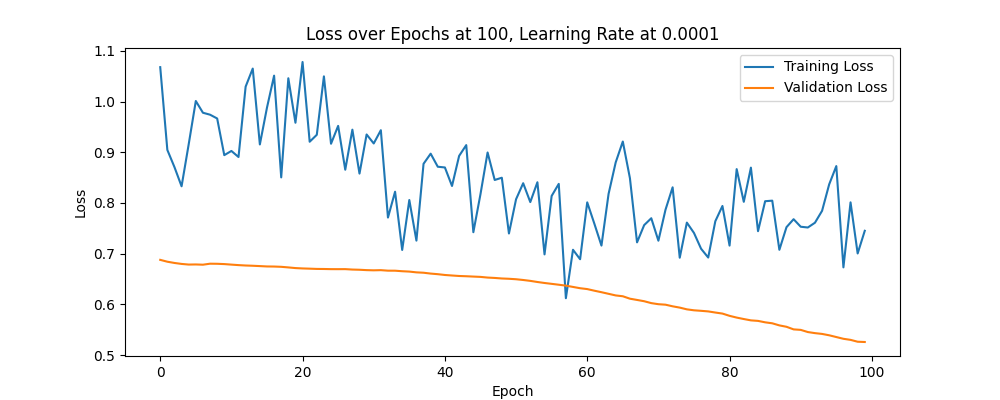 Loss over Epochs at 100, Learning Rate at 0.0001
1.1
1.0
0.9
0.8
0.7
0.6
0.5
Loss
Training Loss
Validation Loss
0 20 40 60 80 100
Epoch